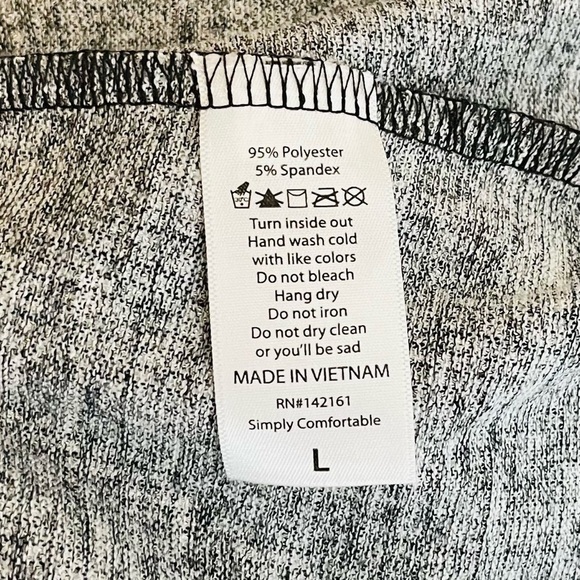 95% Polyester
5% Spandex
Turn inside out
Hand wash cold
with like colors
Do not bleach
Hang dry
Do not iron
Do not dry clean
or you'll be sad
MADE IN VIETNAM
RN#142161
Simply Comfortable
L